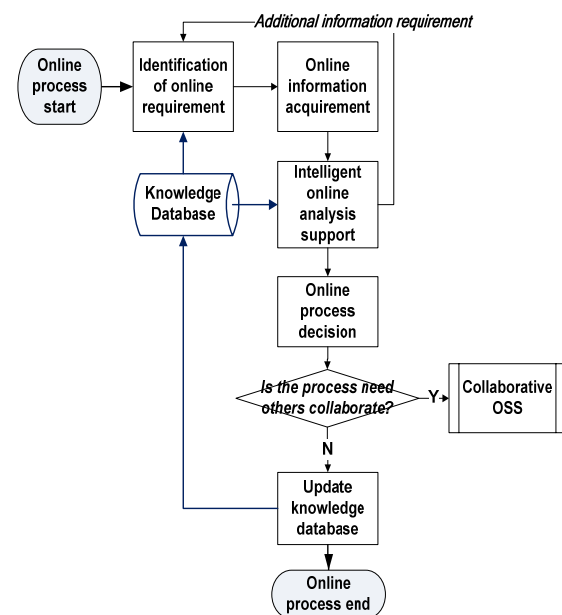 Additional information requirement
Online
process
start
Identification
of online
requirement
Online
information
acquirement
Knowledge
Database
Intelligent
online
analysis
support
Online
process
decision
Is the process need
others collaborate?
Y
Collaborative
OSS
N
Update
knowledge
database
Online
process end